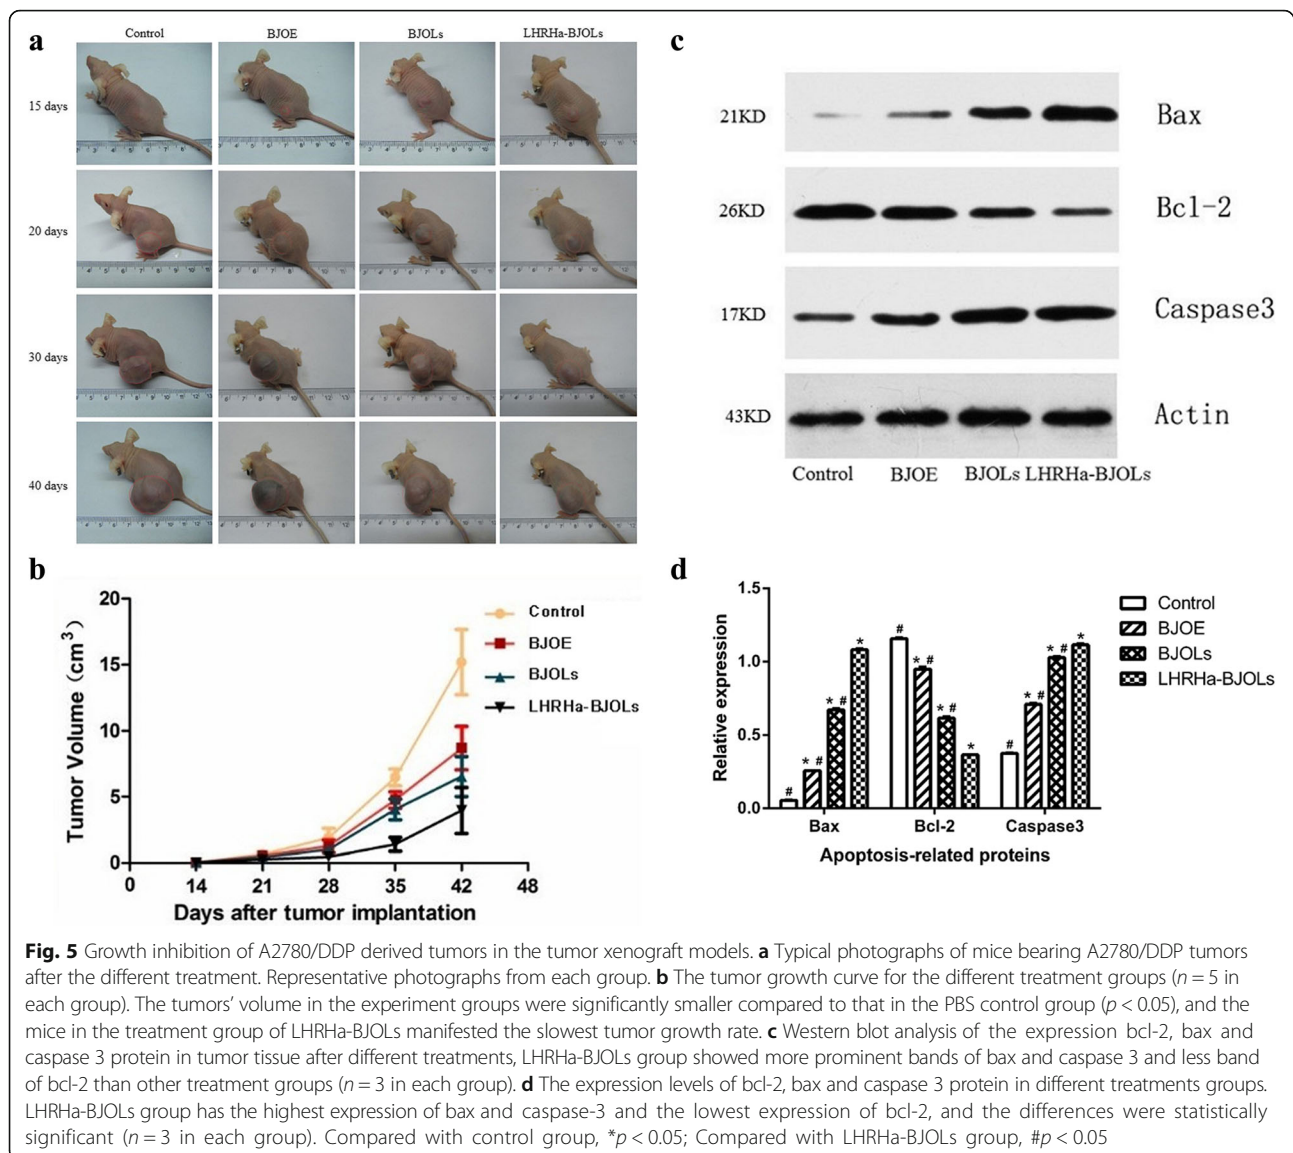 a
Control
BJOE
BJOLs
LHRHa-BJOLs
15 days
20 days
30 days
40 days
c
21KD
Bax
26KD
Bcl-2
17KD
Caspase3
43KD
Actin
Control BJOE BJOLs LHRHa-BJOLs
b
Tumor Volume (cm³)
20
15
10
5
0
0 14 21 28 35 42 48
Days after tumor implantation
Control
BJOE
BJOLs
LHRHa-BJOLs
d
Relative expression
1.5
1.0
0.5
0.0
# * # * # *
# * # * # *
# * # * # *
Bax Bcl-2 Caspase3
Apoptosis-related proteins
Control
BJOE
BJOLs
LHRHa-BJOLs
Fig. 5 Growth inhibition of A2780/DDP derived tumors in the tumor xenograft models. a Typical photographs of mice bearing A2780/DDP tumors
after the different treatment. Representative photographs from each group. b The tumor growth curve for the different treatment groups (n = 5 in
each group). The tumors' volume in the experiment groups were significantly smaller compared to that in the PBS control group (p < 0.05), and the
mice in the treatment group of LHRHa-BJOLs manifested the slowest tumor growth rate. c Western blot analysis of the expression bcl-2, bax and
caspase 3 protein in tumor tissue after different treatments, LHRHa-BJOLs group showed more prominent bands of bax and caspase 3 and less band
of bcl-2 than other treatment groups (n = 3 in each group). d The expression levels of bcl-2, bax and caspase 3 protein in different treatments groups.
LHRHa-BJOLs group has the highest expression of bax and caspase-3 and the lowest expression of bcl-2, and the differences were statistically
significant (n = 3 in each group). Compared with control group, *p < 0.05; Compared with LHRHa-BJOLs group, #p < 0.05